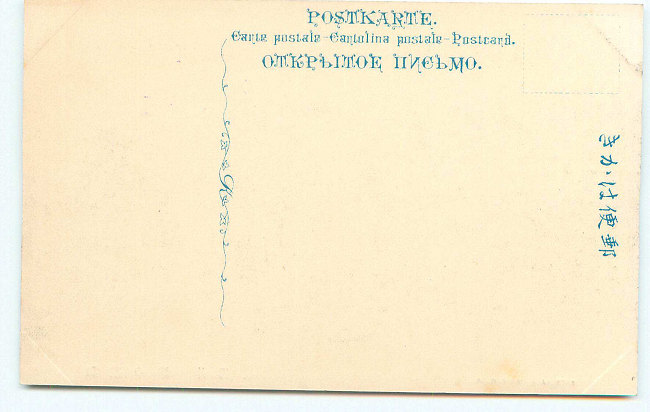 POSTKARTE.
Carte postale–Cartolina postale–Postcard.
ОТКРЫТОЕ ПИСЬМО.
郵便はかき